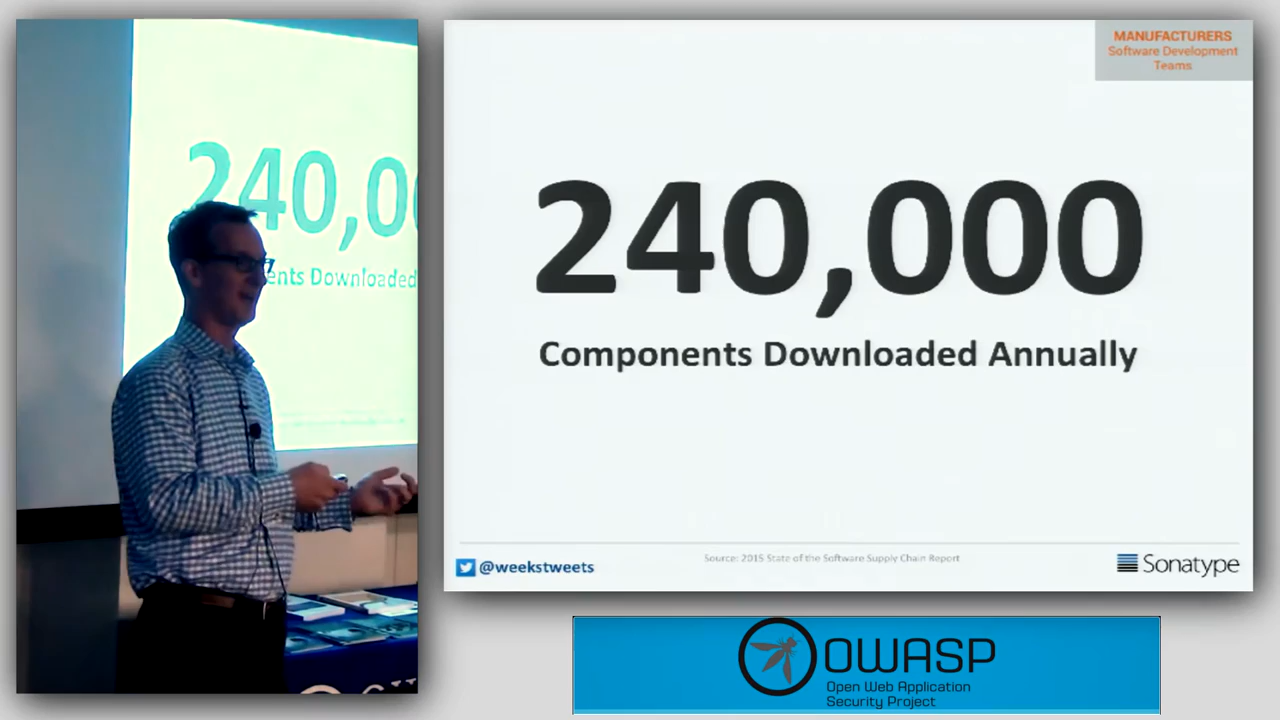 240,00
ents Downloaded
MANUFACTURERS
Software Development
Teams
240,000
Components Downloaded Annually
@weekstweets
Source: 2015 State of the Software Supply Chain Report
Sonatype
OWASP
Open Web Application
Security Project